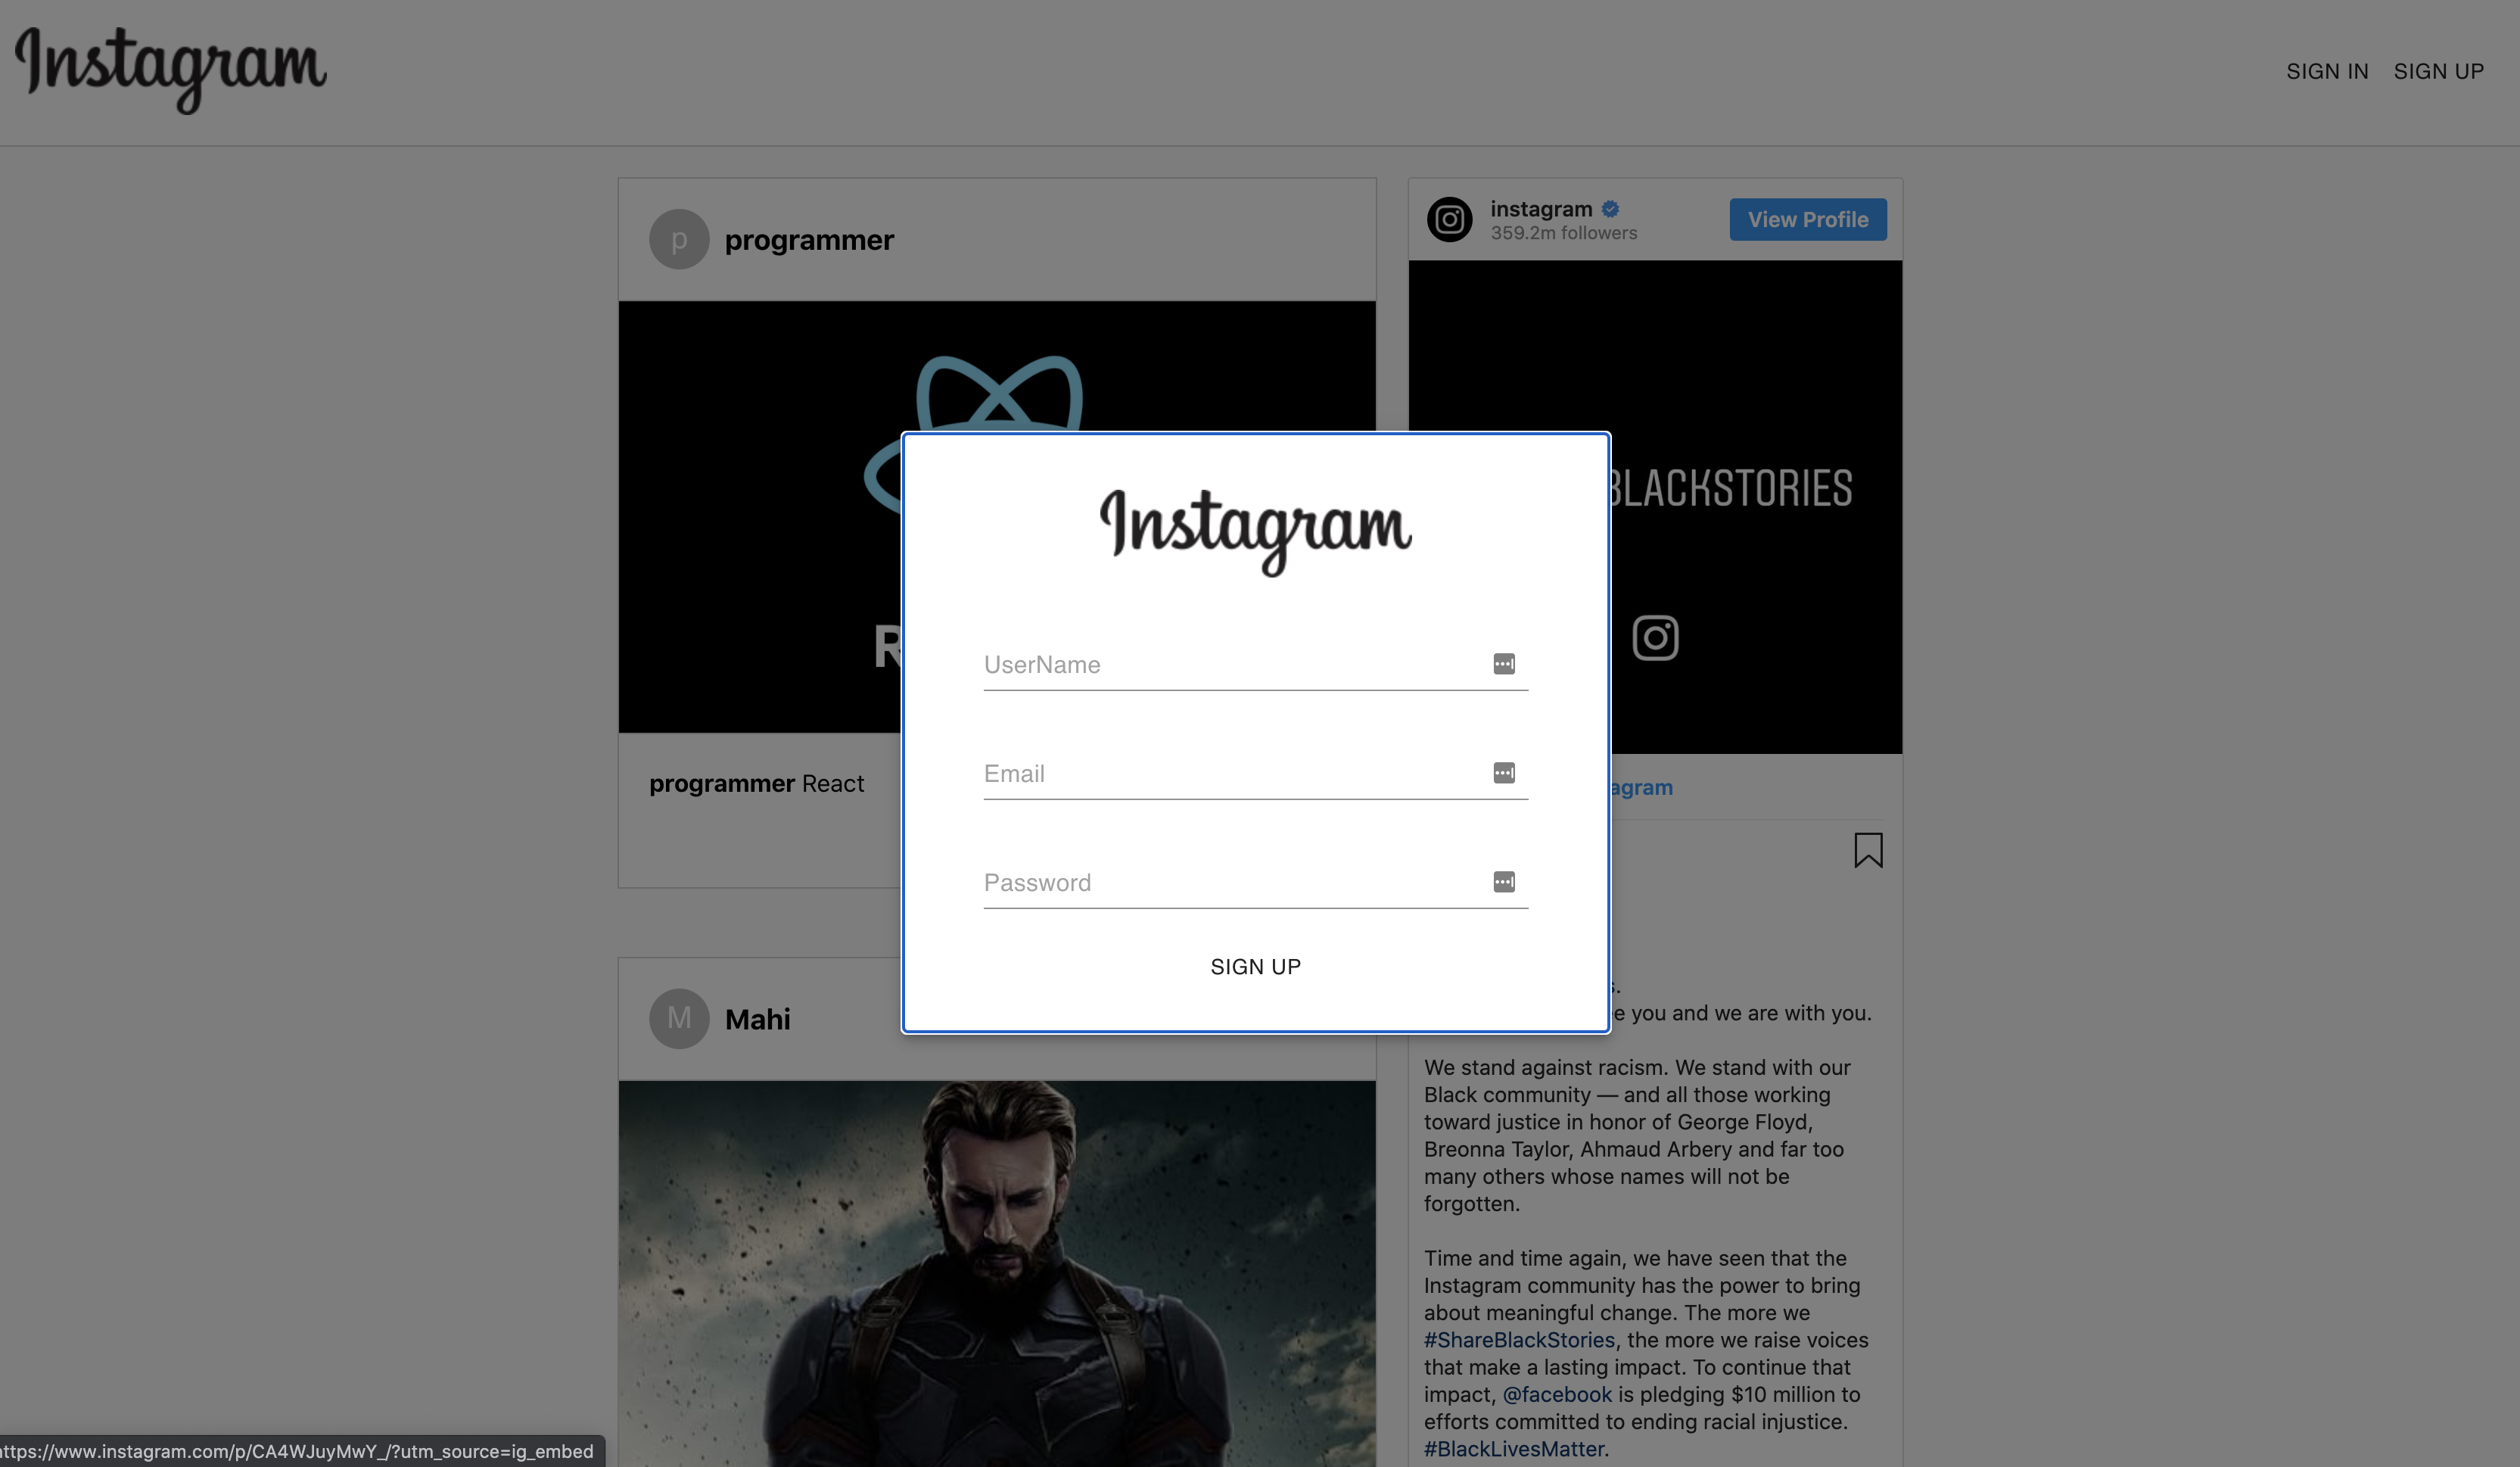 Instagram
SIGN IN SIGN UP
p programmer
programmer React
M Mahi
Instagram
UserName
Email
Password
SIGN UP
instagram
359.2m followers
View Profile
BLACKSTORIES
you and we are with you.
We stand against racism. We stand with our
Black community — and all those working
toward justice in honor of George Floyd,
Breonna Taylor, Ahmaud Arbery and far too
many others whose names will not be
forgotten.
Time and time again, we have seen that the
Instagram community has the power to bring
about meaningful change. The more we
#ShareBlackStories, the more we raise voices
that make a lasting impact. To continue that
impact, @facebook is pledging $10 million to
efforts committed to ending racial injustice.
#BlackLivesMatter.
ttps://www.instagram.com/p/CA4WJuyMwY_/?utm_source=ig_embed